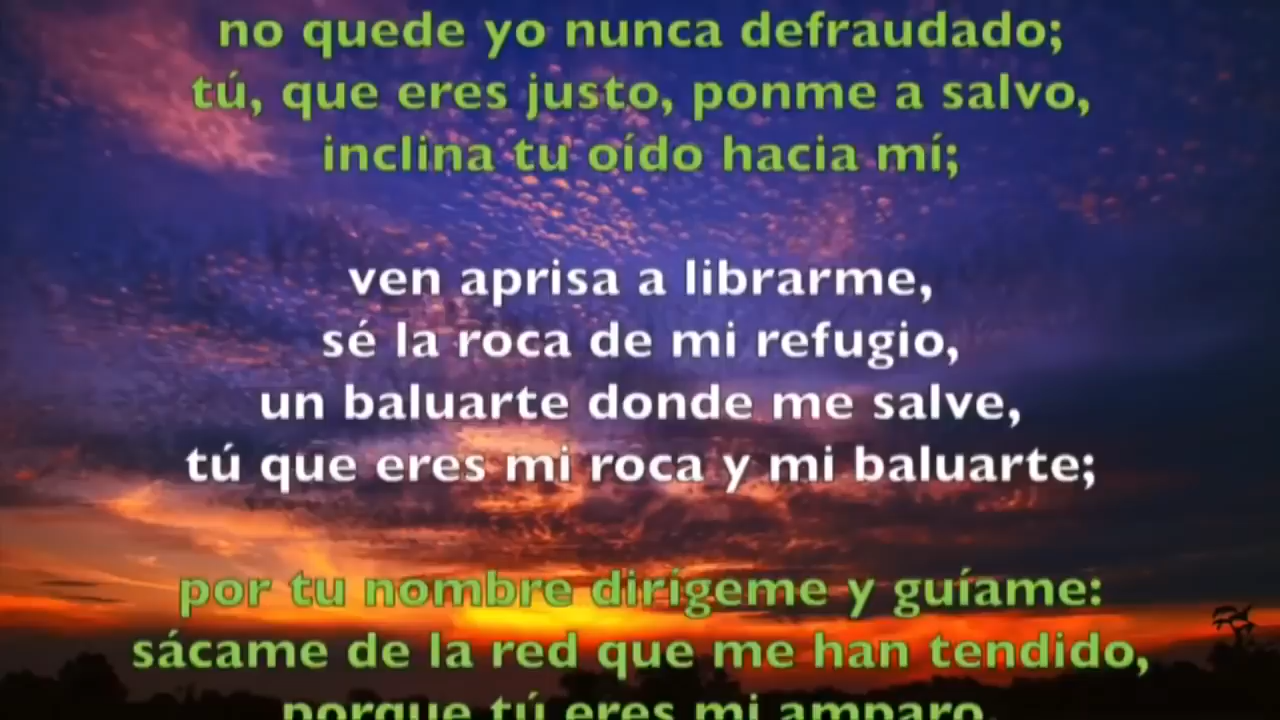 no quede yo nunca defraudado;
tú, que eres justo, ponme a salvo,
inclina tu oído hacia mí;
ven aprisa a librarme,
sé la roca de mi refugio,
un baluarte donde me salve,
tú que eres mi roca y mi baluarte;
por tu nombre dirígeme y guíame:
sácame de la red que me han tendido,
porque tú eres mi amparo.